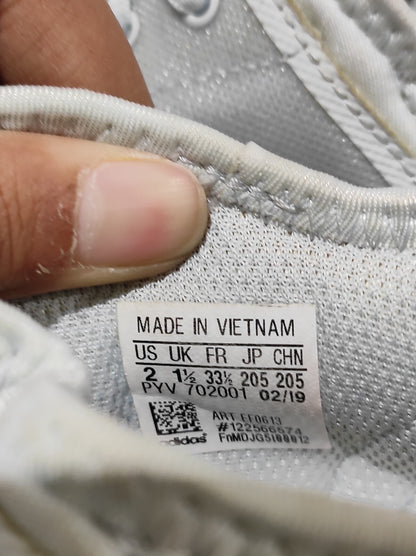 MADE IN VIETNAM
US UK FR JP CHN
2 1½ 33½ 205 205
PYV 702001 02/19
ART EF0613
#122566574
adidas FnMDJG5I00012